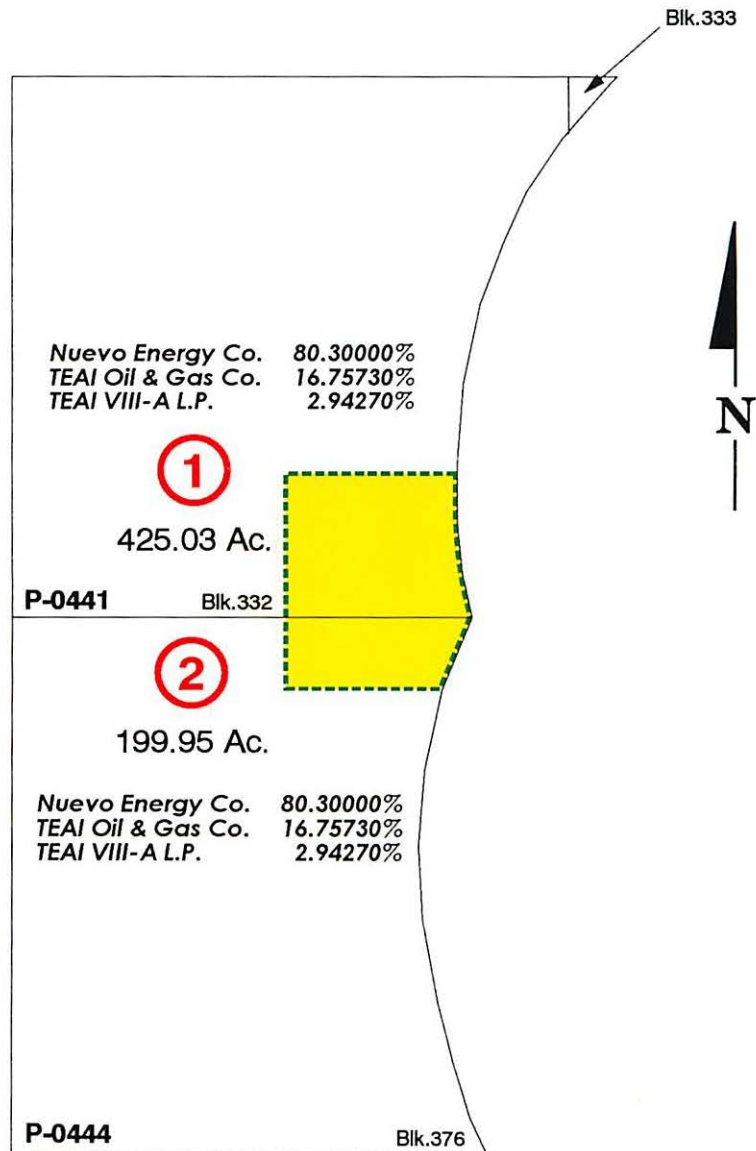 Blk.333
N
Nuevo Energy Co. 80.30000%
TEAI Oil & Gas Co. 16.75730%
TEAI VIII-A L.P. 2.94270%
1
425.03 Ac.
P-0441 Blk.332
2
199.95 Ac.
Nuevo Energy Co. 80.30000%
TEAI Oil & Gas Co. 16.75730%
TEAI VIII-A L.P. 2.94270%
P-0444 Blk.376